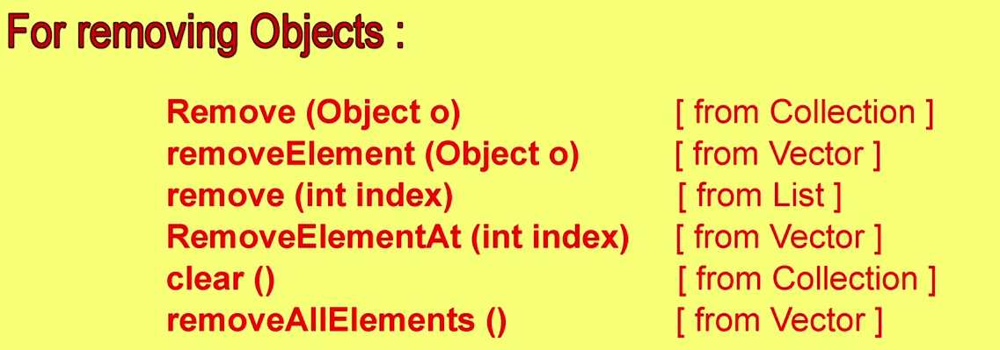 For removing Objects :
Remove (Object o) [ from Collection ]
removeElement (Object o) [ from Vector ]
remove (int index) [ from List ]
RemoveElementAt (int index) [ from Vector ]
clear () [ from Collection ]
removeAllElements () [ from Vector ]